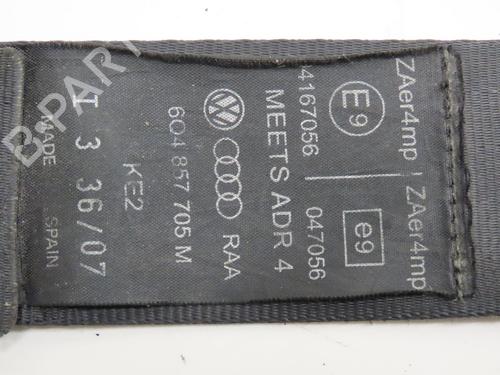 ZAer4mp ZAer4mp
E9 e9
4167056 047056
MEETS ADR 4
RAA
6Q4 857 705 M
KE2
I 3 36/07
MADE SPAIN
B-PARTS